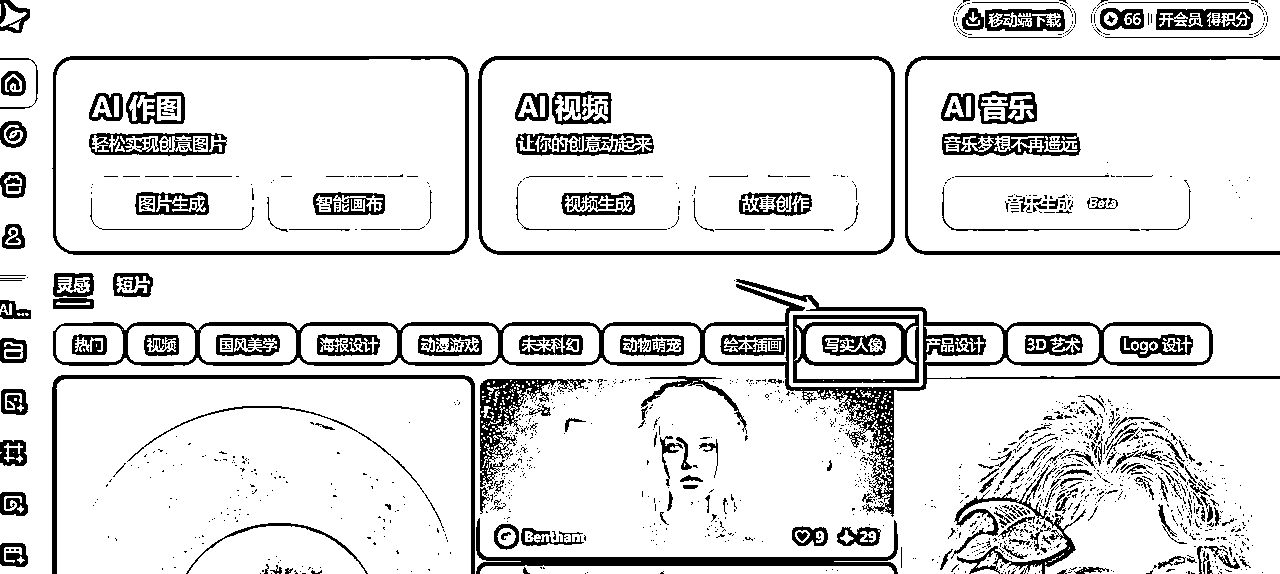 移动端下载
66 开会员 得积分
AI 作图
轻松实现创意图片
图片生成
智能画布
AI 视频
让你的创意动起来
视频生成
故事创作
AI 音乐
音乐梦想不再遥远
音乐生成 Beta
灵感 短片
AI ...
热门 视频 国风美学 海报设计 动漫游戏 未来科幻 动物萌宠 绘本插画 写实人像 产品设计 3D 艺术 Logo 设计
Bentham 9 29